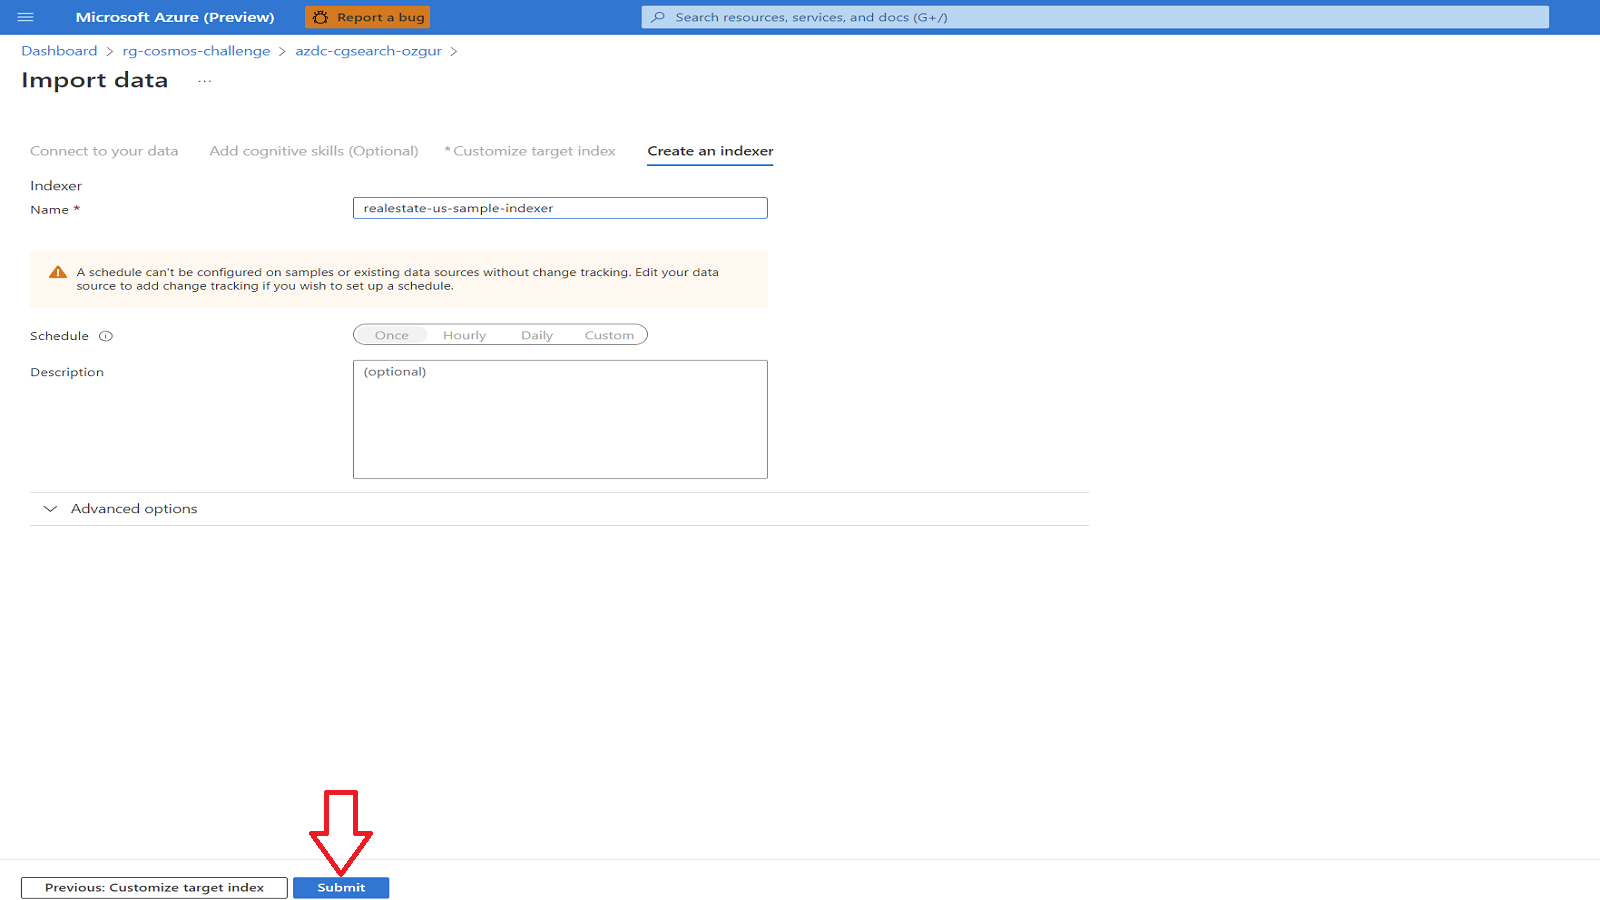 Microsoft Azure (Preview)
Report a bug
Search resources, services, and docs (G+/)
Dashboard > rg-cosmos-challenge > azdc-cgsearch-ozgur >
Import data ...
Connect to your data
Add cognitive skills (Optional)
* Customize target index
Create an indexer
Indexer
Name *
realestate-us-sample-indexer
A schedule can't be configured on samples or existing data sources without change tracking. Edit your data
source to add change tracking if you wish to set up a schedule.
Schedule
Once
Hourly
Daily
Custom
Description
(optional)
Advanced options
Previous: Customize target index
Submit